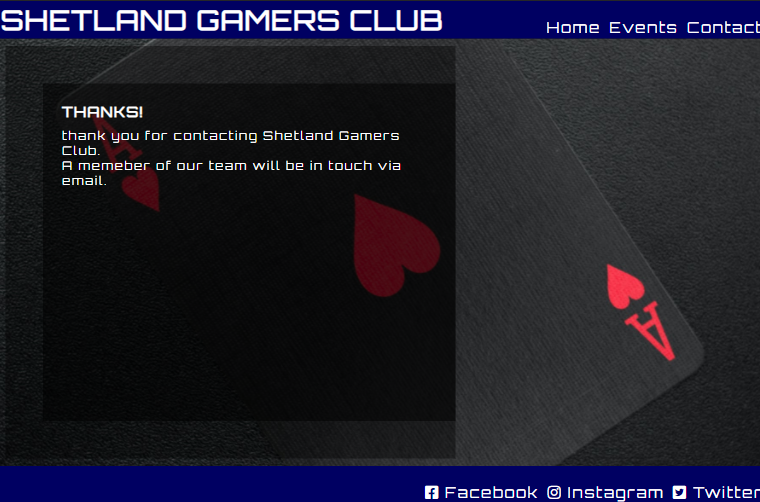 SHETLAND GAMERS CLUB
Home Events Contact
THANKS!
thank you for contacting Shetland Gamers
Club.
A memeber of our team will be in touch via
email.
A
A
Facebook Instagram Twitter